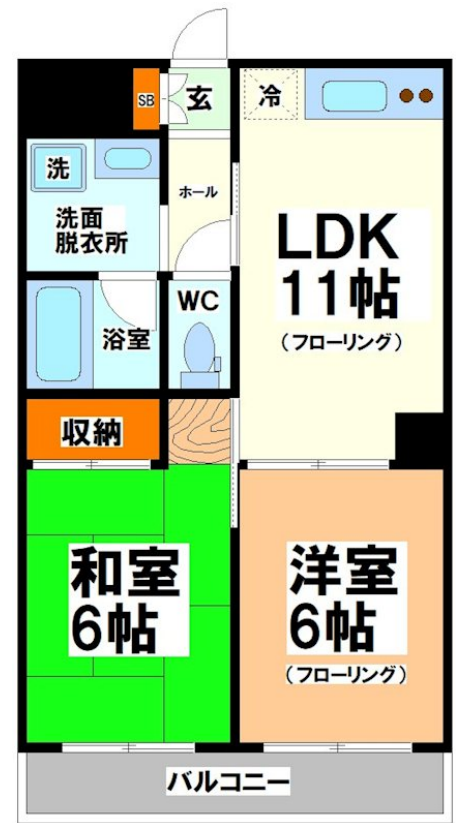 SB
玄
冷
洗
ホール
洗面
脱衣所
LDK
11帖
(フローリング)
WC
浴室
収納
和室
6帖
洋室
6帖
(フローリング)
バルコニー